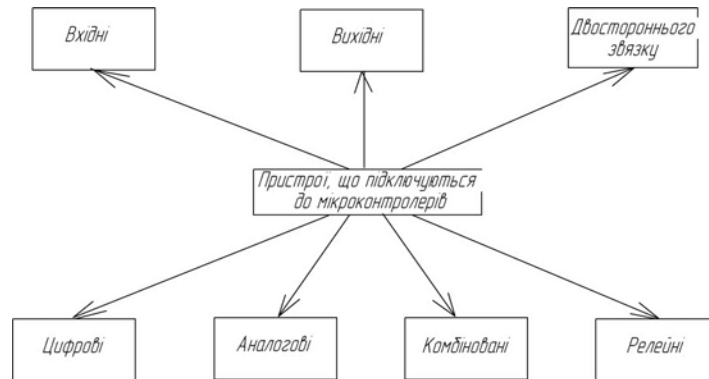 Вхідні
Вихідні
Двостороннього
звязку
Пристрої, що підключуються
до мікроконтролерів
Цифрові
Аналогові
Комбіновані
Релейні